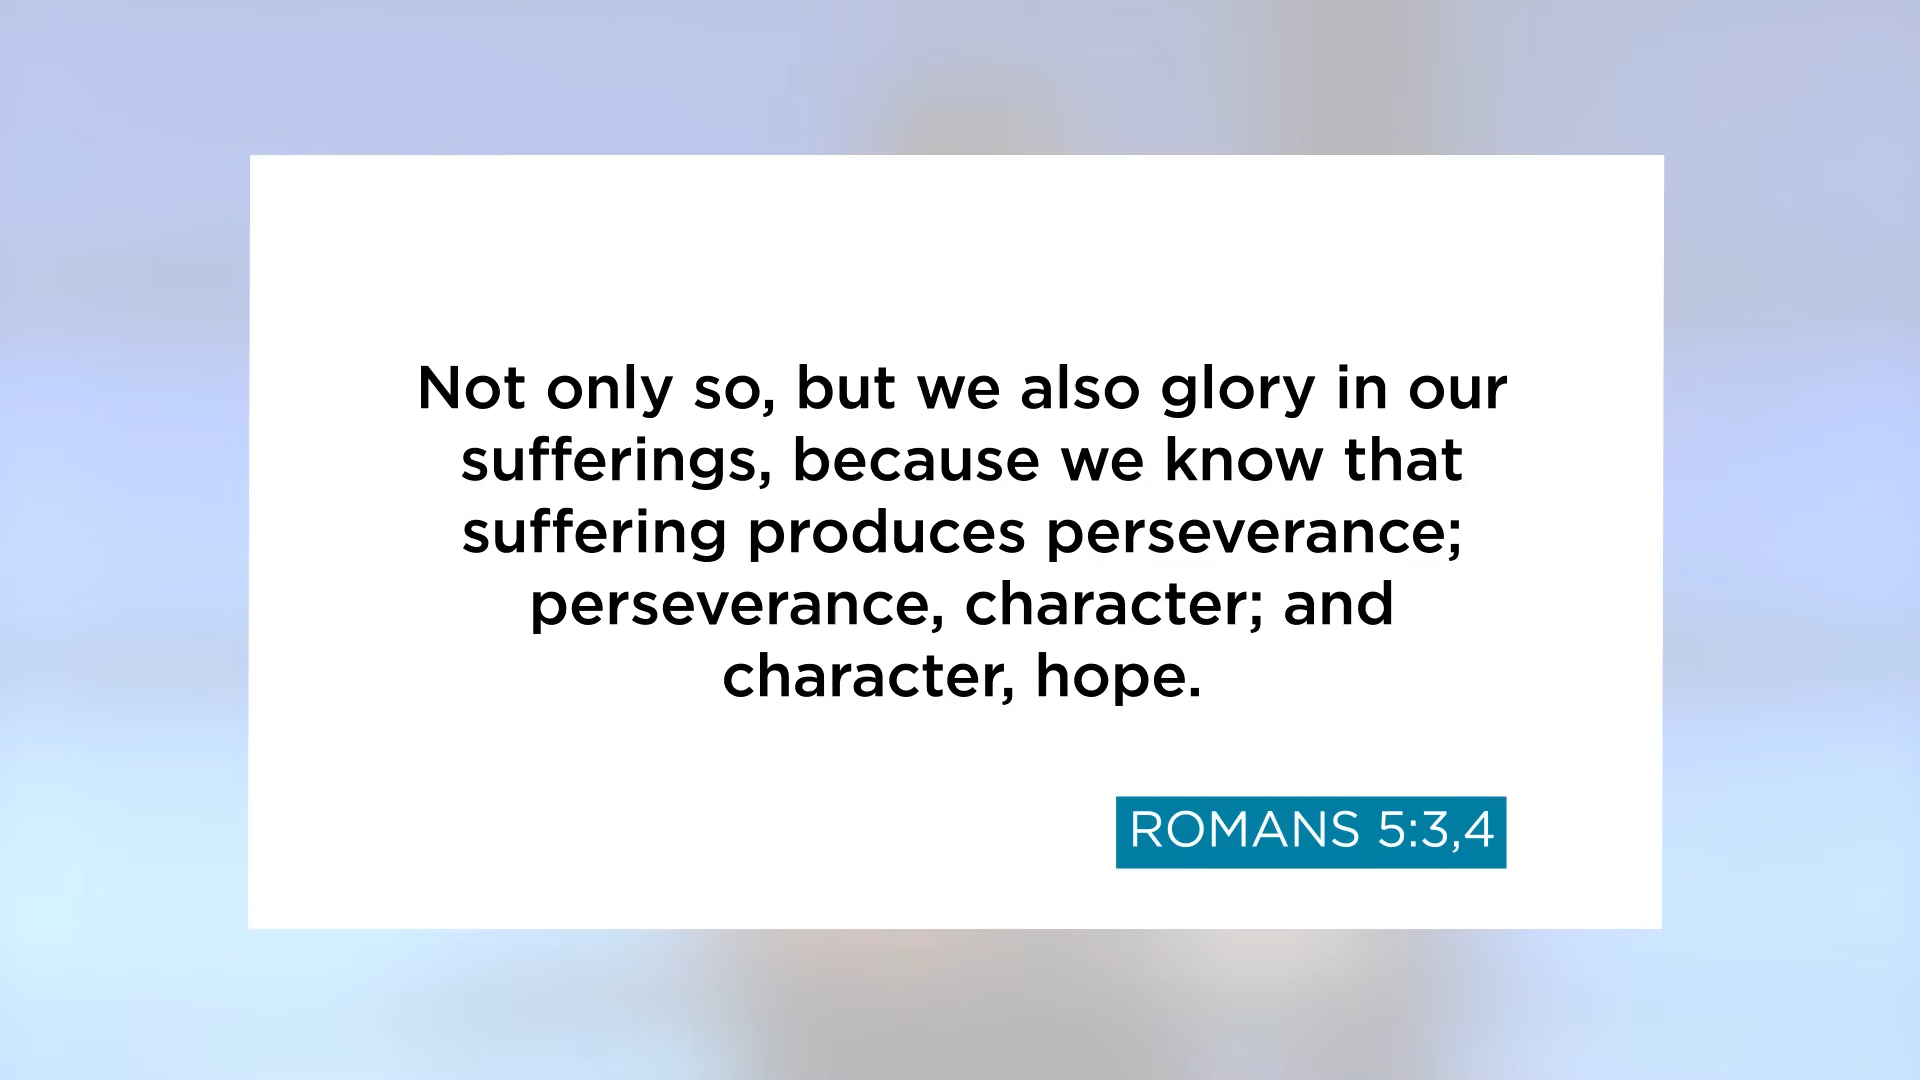 Not only so, but we also glory in our
sufferings, because we know that
suffering produces perseverance;
perseverance, character; and
character, hope.
ROMANS 5:3,4